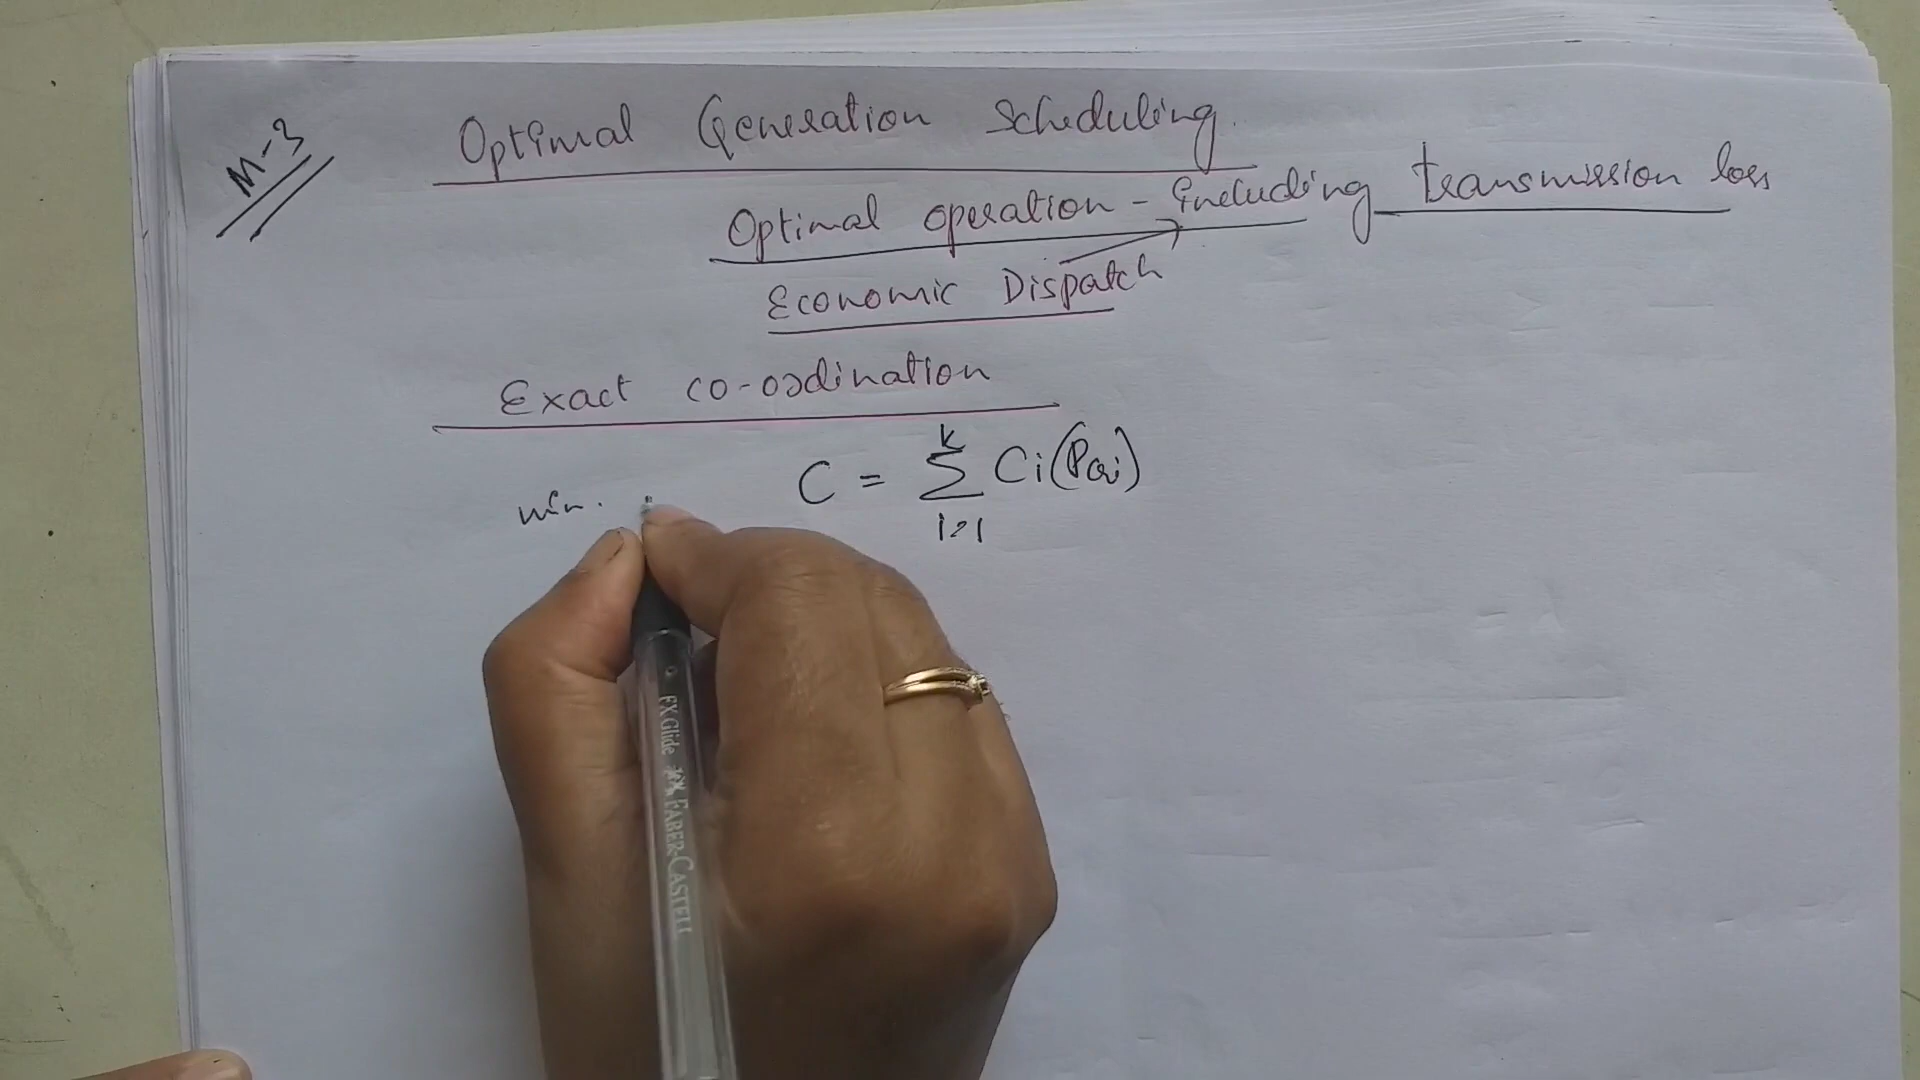 M-3
Optimal Generation Scheduling.
Optimal operation - including transmission loss
Economic Dispatch
Exact co-ordination
min. C = k ∑ i=1 Ci(PGi)
FX Glide FABER-CASTELL